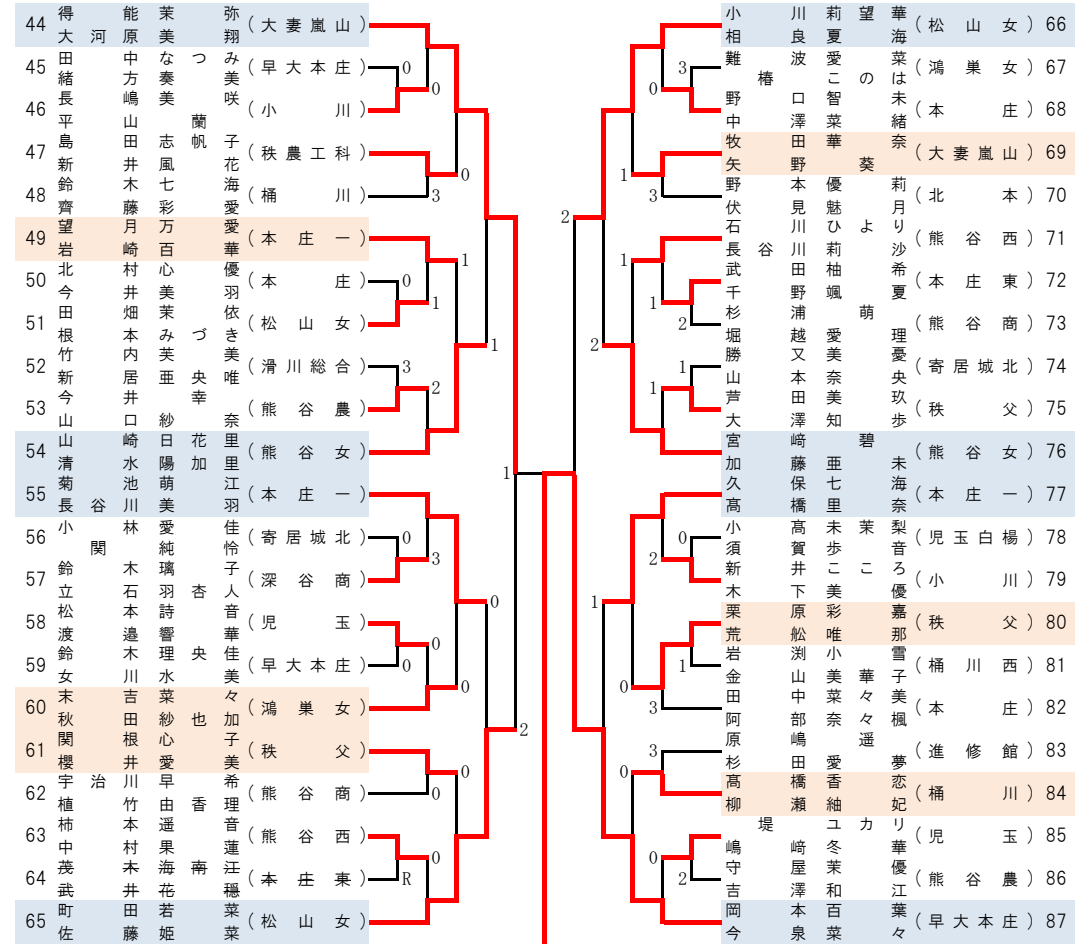 44 得能茉弥 (大妻嵐山)
大河原美翔
45 田中なつみ (早大本庄)
緒方奏美
46 長嶋美咲 (小川)
平山蘭
47 島田志帆子 (秩農工科)
新井風花
48 鈴木七海 (桶川)
齊藤彩愛
49 望月万愛 (本庄一)
岩崎百華
50 北村心優 (本庄)
今井美羽
51 田畑茉依 (松山女)
根本みづき
52 竹内芙美 (滑川総合)
新居亜央唯
53 今井幸 (熊谷農)
山口紗奈
54 山崎日花里 (熊谷女)
清水陽加里
55 菊池萌江 (本庄一)
長谷川美羽
56 小林愛佳 (寄居城北)
関純怜
57 鈴木璃子 (深谷商)
立石羽杏人
58 松本詩音 (児玉)
渡邉響華
59 鈴木理央佳 (早大本庄)
女川水美
60 末吉菜々 (鴻巣女)
秋田紗也加
61 関根心子 (秩父)
櫻井愛美
62 宇治川早希 (熊谷商)
植竹由香理
63 柿本遥音 (熊谷西)
中村果蓮
64 茂木海南江 (本庄東)
武井花穏
65 町田若菜 (松山女)
佐藤姫菜
0
0
0
3
0
1
1
3
2
1
0
3
0
0
0
0
0
0
R
2
1
小川莉望華 (松山女) 66
相良夏海
難波愛菜 (鴻巣女) 67
椿このは
野口智未 (本庄) 68
中澤菜緒
牧田華奈 (大妻嵐山) 69
矢野葵
野本優莉 (北本) 70
伏見魅月
石川ひより (熊谷西) 71
長谷川莉沙
武田柚希 (本庄東) 72
千野颯夏
杉浦萌 (熊谷商) 73
堀越愛理
勝又美憂 (寄居城北) 74
山本奈央
芦田美玖 (秩父) 75
大澤知歩
宮﨑碧 (熊谷女) 76
加藤亜未
久保七海 (本庄一) 77
髙橋里奈
小髙未茉梨 (児玉白楊) 78
須賀歩音
新井こころ (小川) 79
木下美優
栗原彩嘉 (秩父) 80
荒舩唯那
岩渕小雪 (桶川西) 81
金山美華子
田中菜々美 (本庄) 82
阿部奈々楓
原嶋遥 (進修館) 83
杉田愛夢
髙橋香恋 (桶川) 84
柳瀬紬妃
堤ユカリ (児玉) 85
嶋﨑冬華
守屋茉優 (熊谷農) 86
吉澤和江
岡本百葉 (早大本庄) 87
今泉菜々
3
0
1
3
2
1
1
2
2
1
1
0
2
1
1
0
3
3
0
0
2